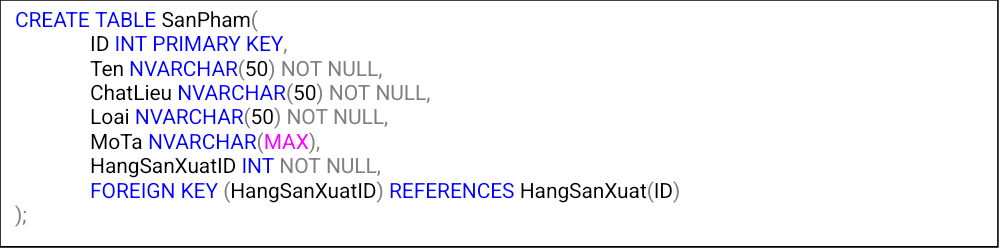 CREATE TABLE SanPham(
ID INT PRIMARY KEY,
Ten NVARCHAR(50) NOT NULL,
ChatLieu NVARCHAR(50) NOT NULL,
Loai NVARCHAR(50) NOT NULL,
MoTa NVARCHAR(MAX),
HangSanXuatID INT NOT NULL,
FOREIGN KEY (HangSanXuatID) REFERENCES HangSanXuat(ID)
);